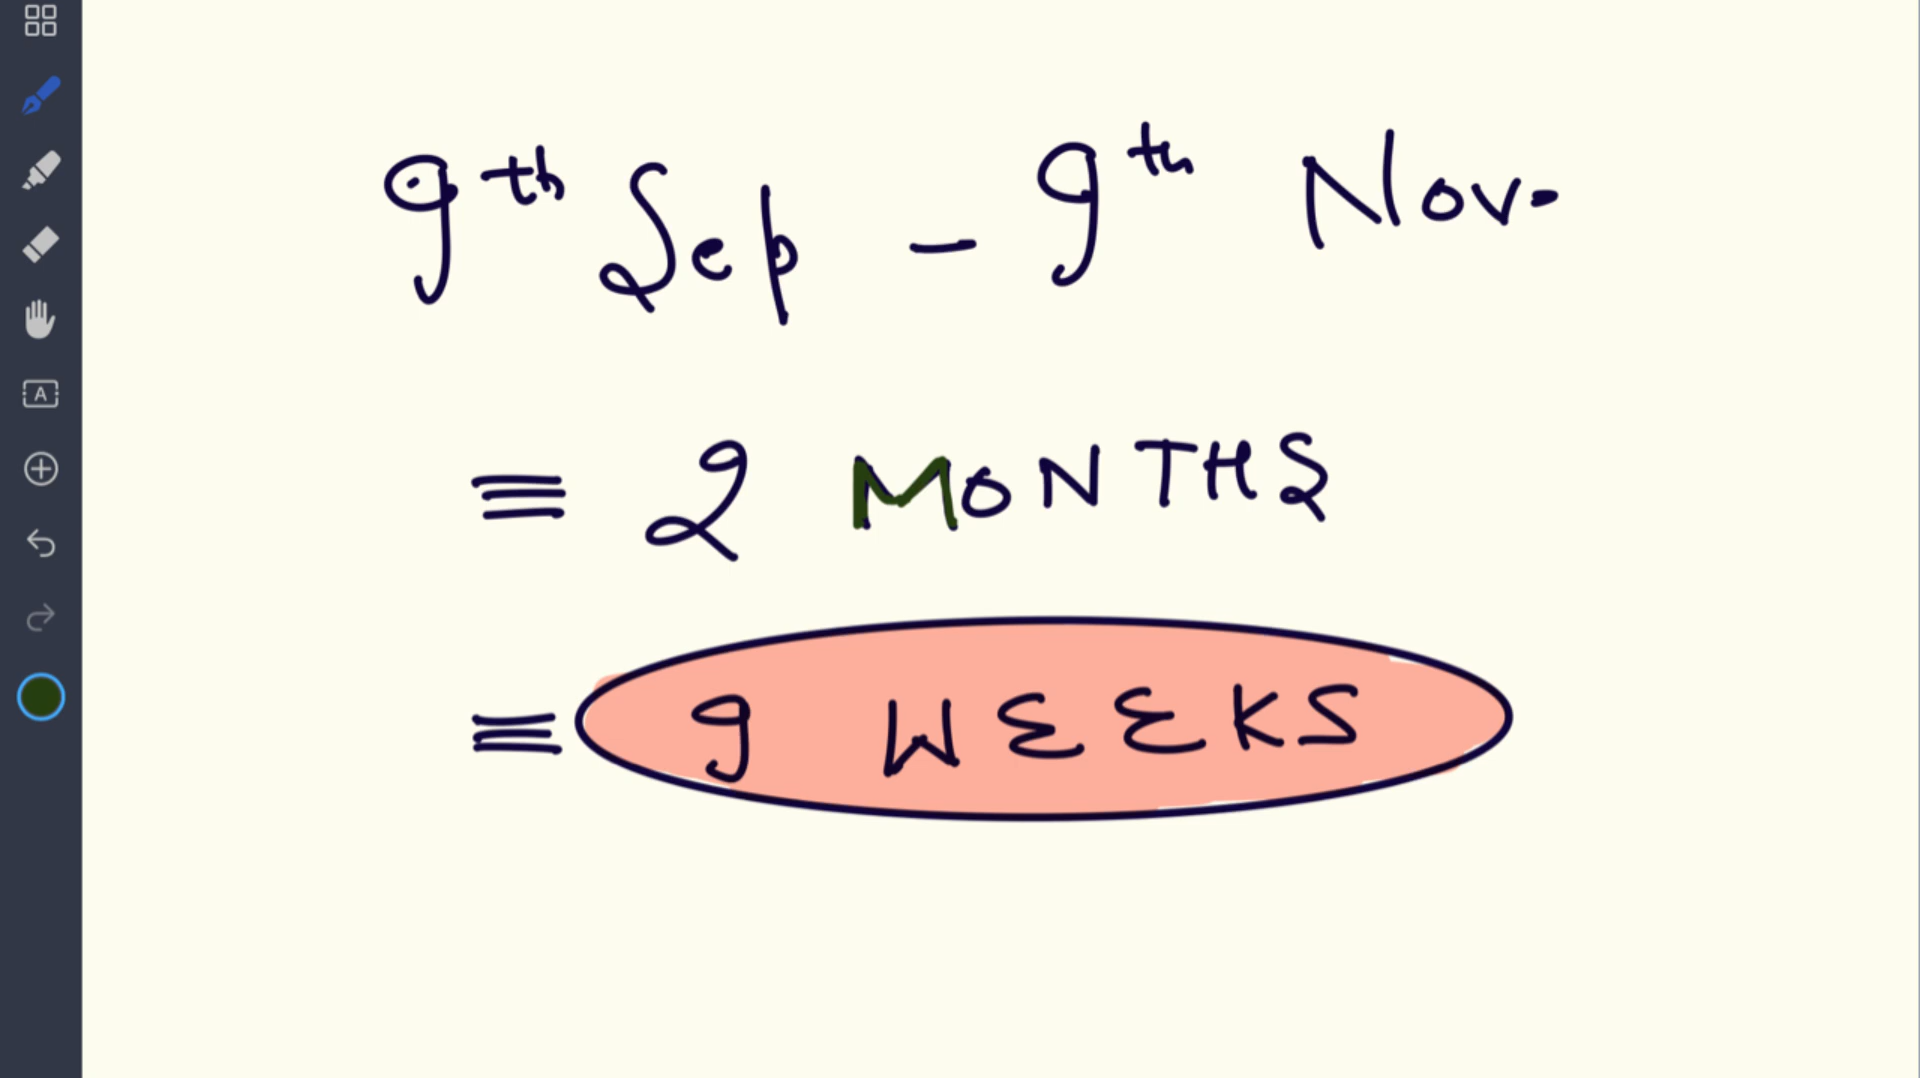 9th Sep - 9th Nov.
≡ 2 MONTHS
≡ 9 WEEKS
A